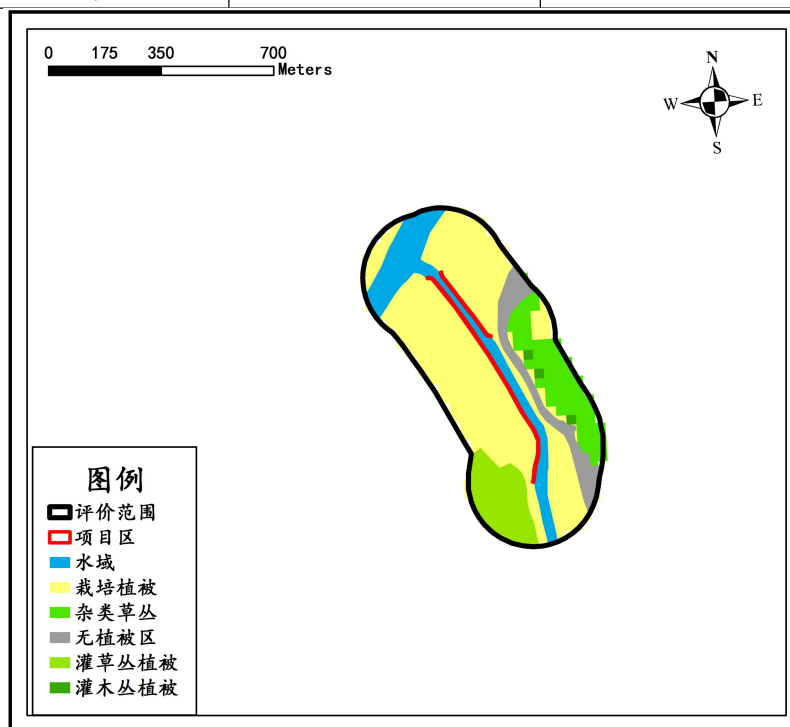 0 175 350 700
Meters
N
W E
S
图例
评价范围
项目区
水域
栽培植被
杂类草丛
无植被区
灌草丛植被
灌木丛植被